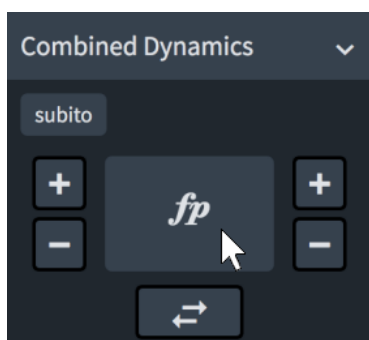 Combined Dynamics
subito
+ fp +
− −